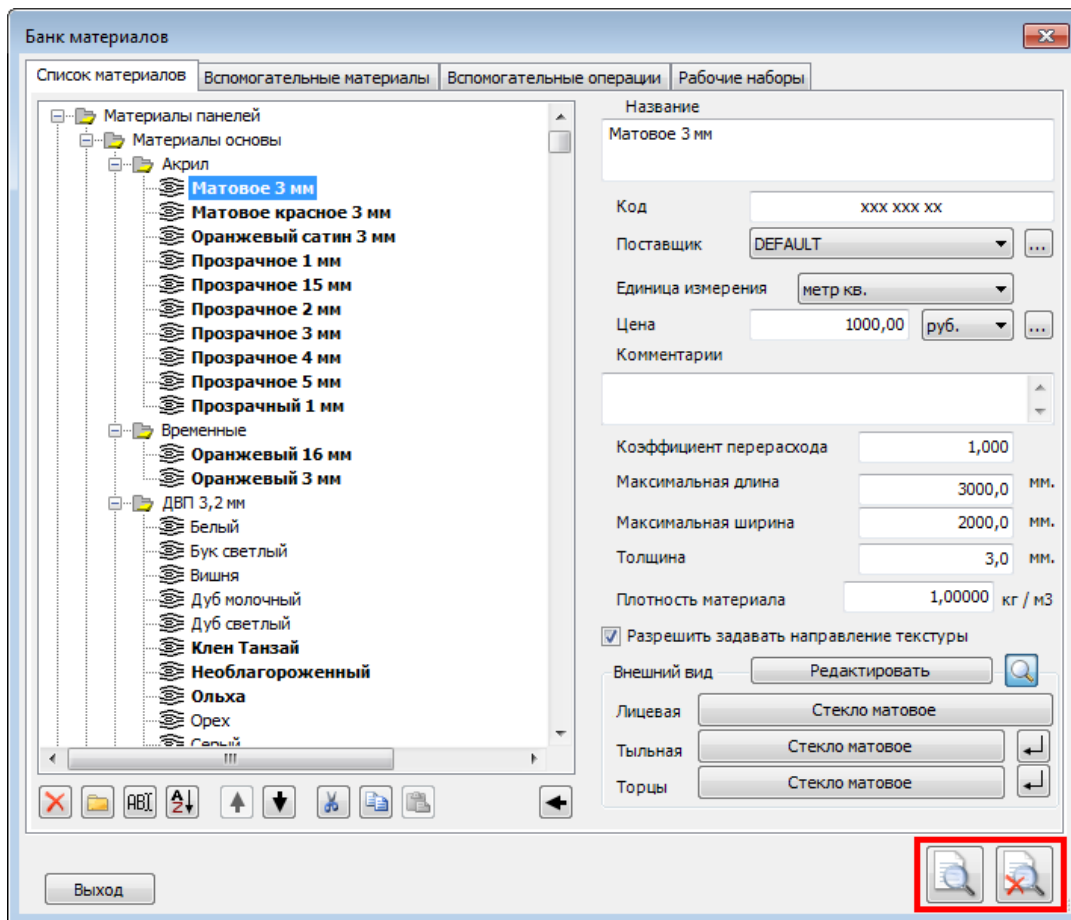 Банк материалов
Список материалов Вспомогательные материалы Вспомогательные операции Рабочие наборы
Материалы панелей
Материалы основы
Акрил
Матовое 3 мм
Матовое красное 3 мм
Оранжевый сатин 3 мм
Прозрачное 1 мм
Прозрачное 15 мм
Прозрачное 2 мм
Прозрачное 3 мм
Прозрачное 4 мм
Прозрачное 5 мм
Прозрачный 1 мм
Временные
Оранжевый 16 мм
Оранжевый 3 мм
ДВП 3,2 мм
Белый
Бук светлый
Вишня
Дуб молочный
Дуб светлый
Клен Танзай
Необлагороженный
Ольха
Орех
Серый
Название
Матовое 3 мм
Код xxx xxx xx
Поставщик DEFAULT ...
Единица измерения метр кв.
Цена 1000,00 руб. ...
Комментарии
Коэффициент перерасхода 1,000
Максимальная длина 3000,0 мм.
Максимальная ширина 2000,0 мм.
Толщина 3,0 мм.
Плотность материала 1,00000 кг / м3
Разрешить задавать направление текстуры
Внешний вид Редактировать
Лицевая Стекло матовое
Тыльная Стекло матовое
Торцы Стекло матовое
ABI A Z
Выход